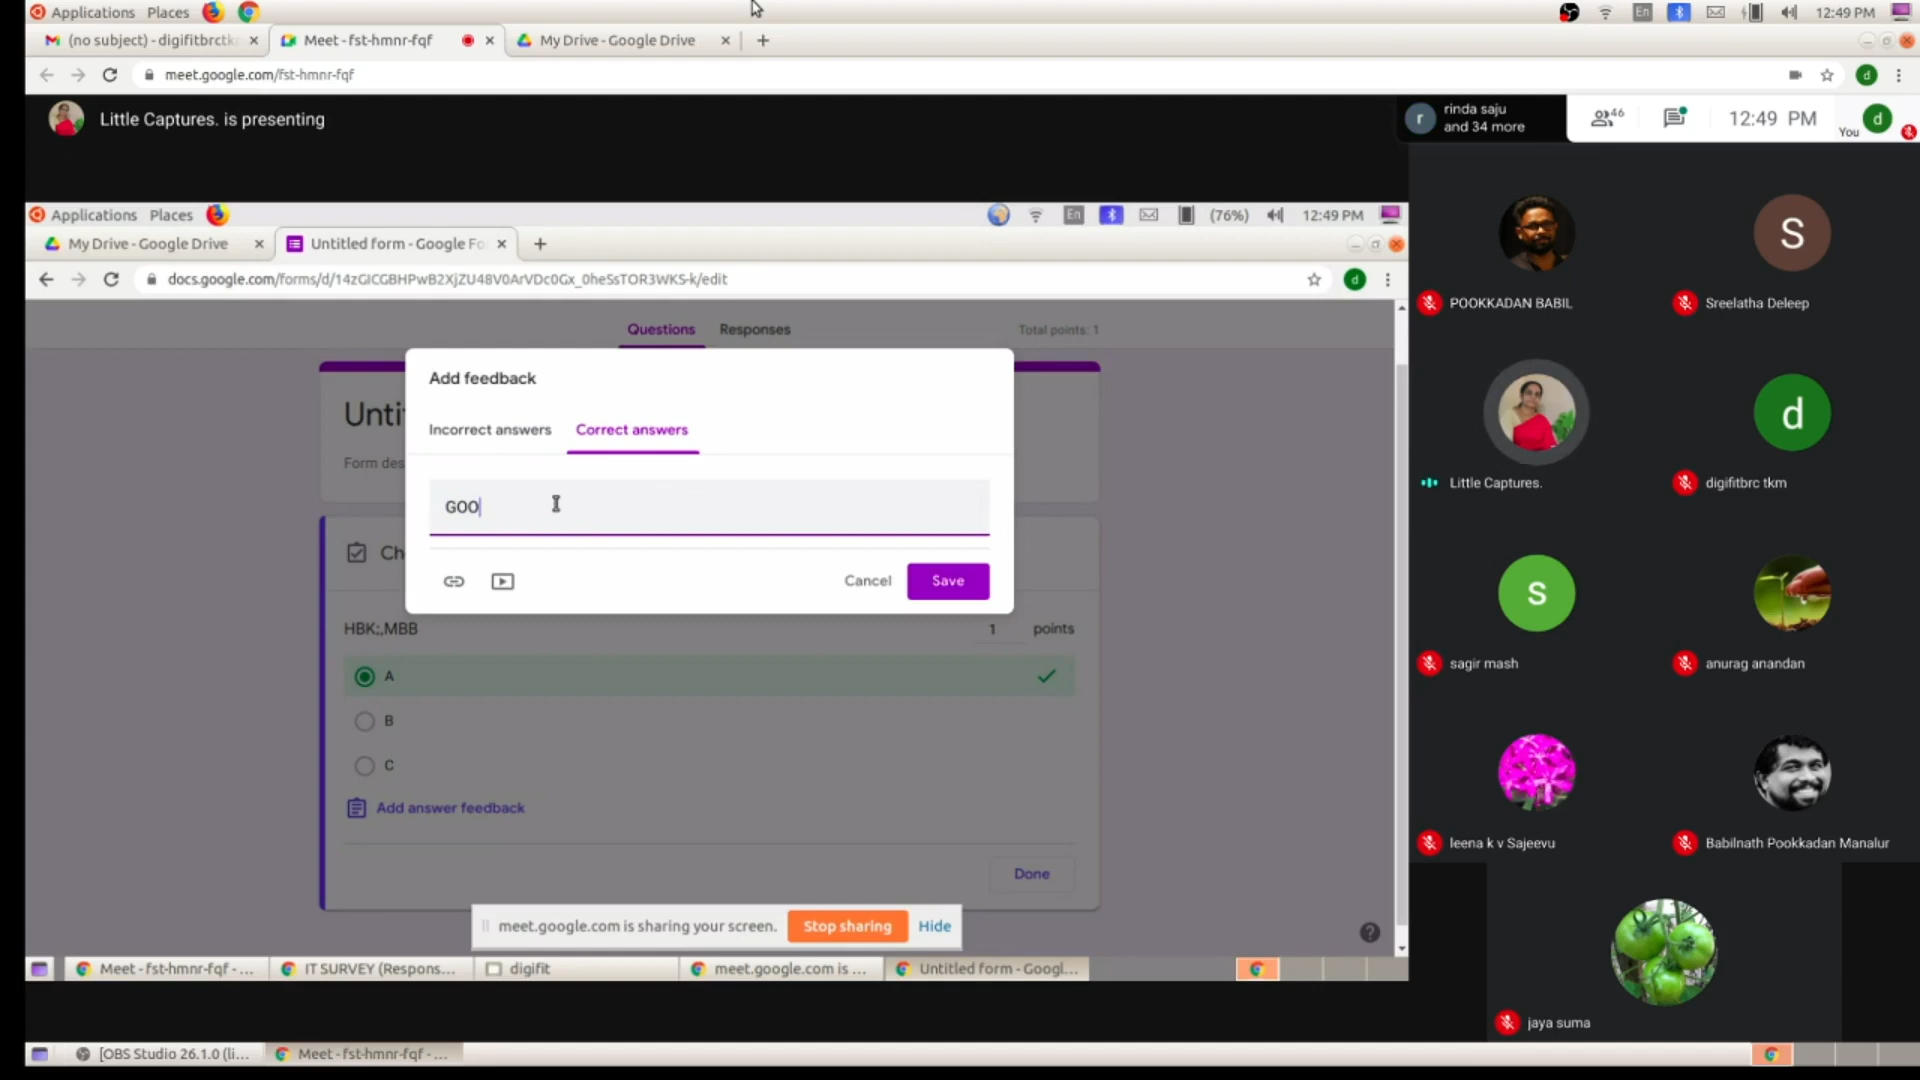 Applications Places En 12:49 PM
(no subject) - digifitbrctk Meet - fst-hmnr-fqf My Drive - Google Drive
meet.google.com/fst-hmnr-fqf d
Little Captures. is presenting
r rinda saju and 34 more 46 12:49 PM You d
Applications Places En (76%) 12:49 PM
My Drive - Google Drive Untitled form - Google Fo
docs.google.com/forms/d/14zGICGBHPwB2XjZU48V0ArVDc0Gx_0heSsTOR3WKS-k/edit d
Questions Responses Total points: 1
Add feedback
Unti
Incorrect answers Correct answers
Form des
GOO
Ch
Cancel Save
HBK;,MBB 1 points
A
B
C
Add answer feedback
Done
meet.google.com is sharing your screen. Stop sharing Hide
Meet - fst-hmnr-fqf - ... IT SURVEY (Respons... digifit meet.google.com is ... Untitled form - Googl...
S
POOKKADAN BABIL Sreelatha Deleep
d
Little Captures. digifitbrc tkm
S
sagir mash anurag anandan
leena k v Sajeevu Babilnath Pookkadan Manalur
jaya suma
[OBS Studio 26.1.0 (li... Meet - fst-hmnr-fqf - ...